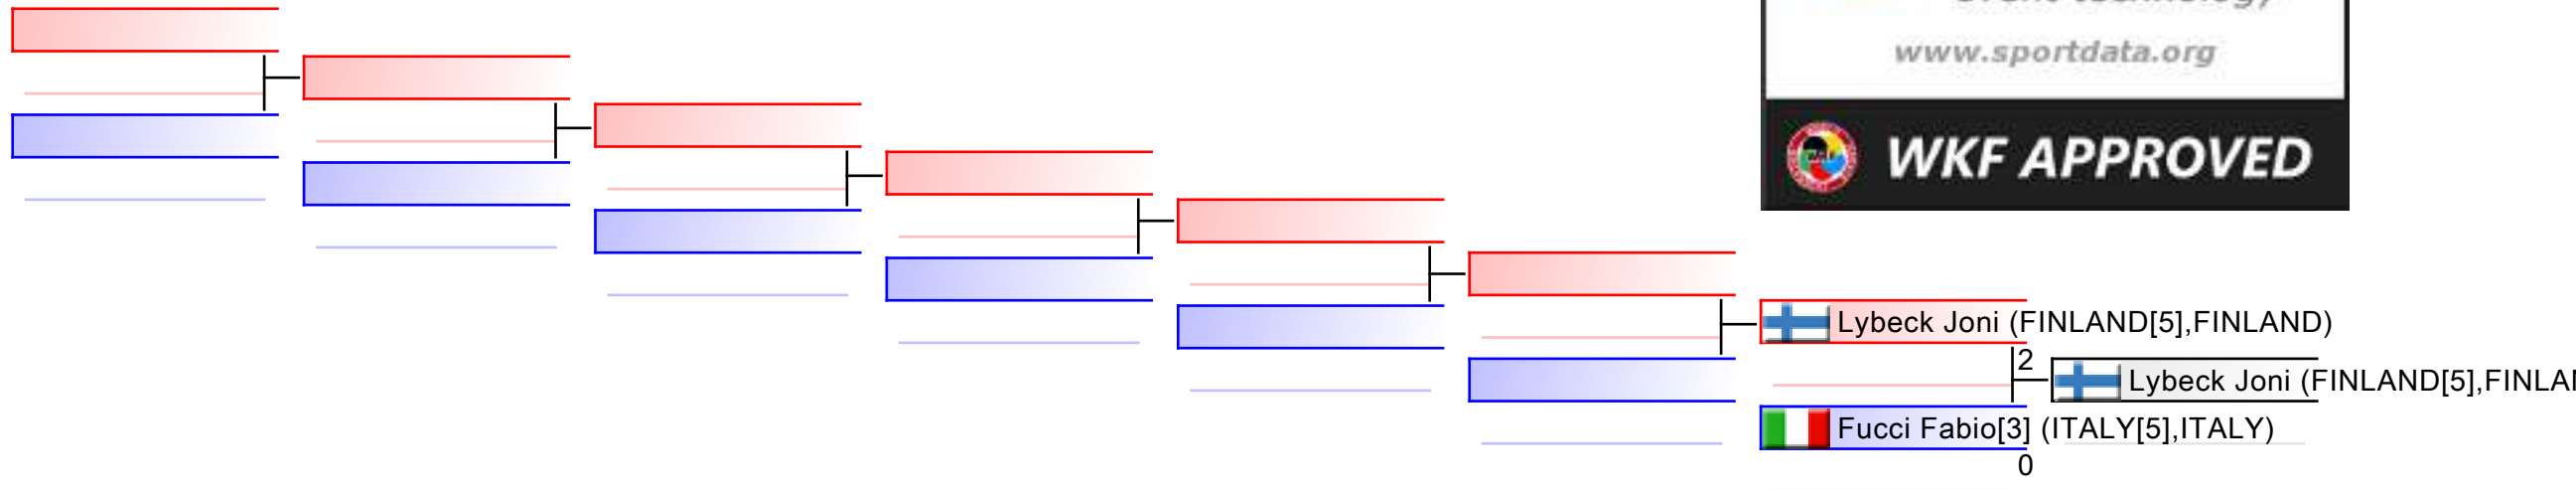 www.sportdata.org
WKF APPROVED
Lybeck Joni (FINLAND[5],FINLAND)
2
Lybeck Joni (FINLAND[5],FINLA
Fucci Fabio[3] (ITALY[5],ITALY)
0